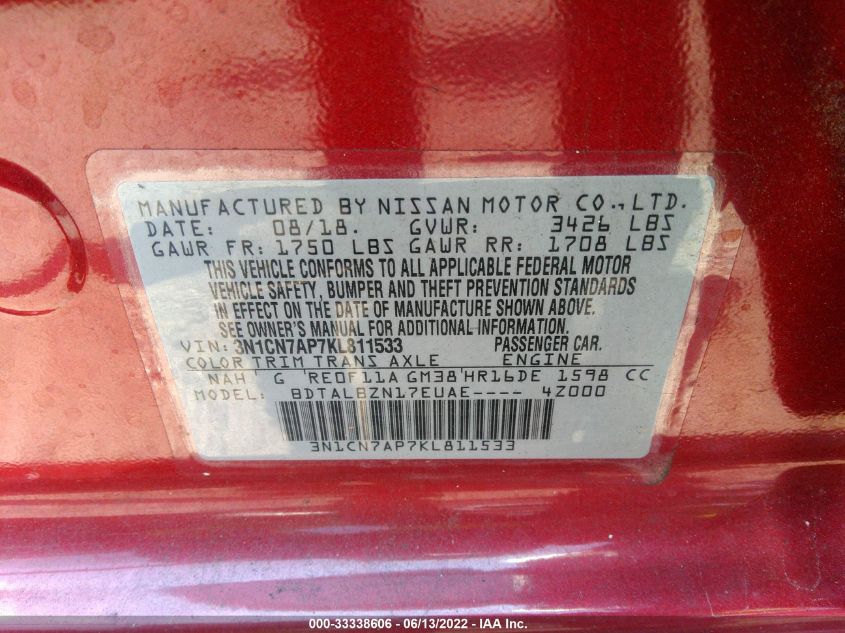 MANUFACTURED BY NISSAN MOTOR CO., LTD.
DATE: 08/18. GVWR: 3426 LBS
GAWR FR: 1750 LBS GAWR RR: 1708 LBS
THIS VEHICLE CONFORMS TO ALL APPLICABLE FEDERAL MOTOR
VEHICLE SAFETY, BUMPER AND THEFT PREVENTION STANDARDS
IN EFFECT ON THE DATE OF MANUFACTURE SHOWN ABOVE.
SEE OWNER'S MANUAL FOR ADDITIONAL INFORMATION
VIN: 3N1CN7AP7KL811533 PASSENGER CAR.
COLOR TRIM TRANS AXLE ENGINE
NAH G RE0F11A GM38 HR16DE 1598 CC
MODEL: BDTALBZN17EUAE---- 4Z000
3N1CN7AP7KL811533
000-33338606 - 06/13/2022 - IAA Inc.